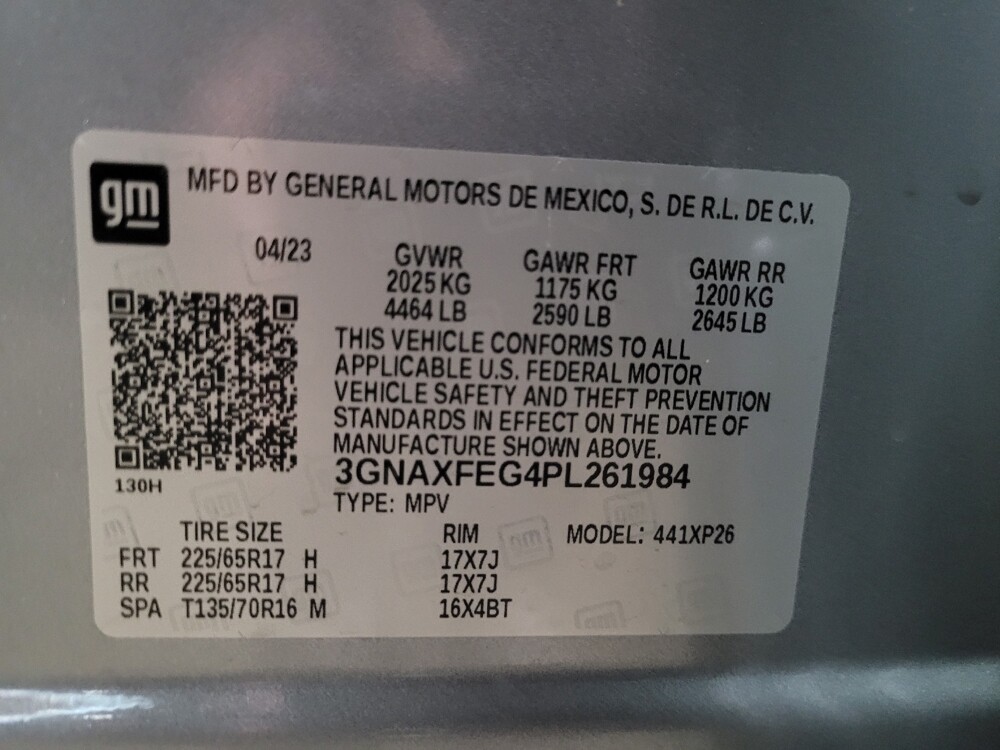 gm
MFD BY GENERAL MOTORS DE MEXICO, S. DE R.L. DE C.V.
04/23 GVWR GAWR FRT GAWR RR
2025 KG 1175 KG 1200 KG
4464 LB 2590 LB 2645 LB
THIS VEHICLE CONFORMS TO ALL
APPLICABLE U.S. FEDERAL MOTOR
VEHICLE SAFETY AND THEFT PREVENTION
STANDARDS IN EFFECT ON THE DATE OF
MANUFACTURE SHOWN ABOVE.
130H
3GNAXFEG4PL261984
TYPE: MPV
TIRE SIZE RIM MODEL: 441XP26
FRT 225/65R17 H 17X7J
RR 225/65R17 H 17X7J
SPA T135/70R16 M 16X4BT